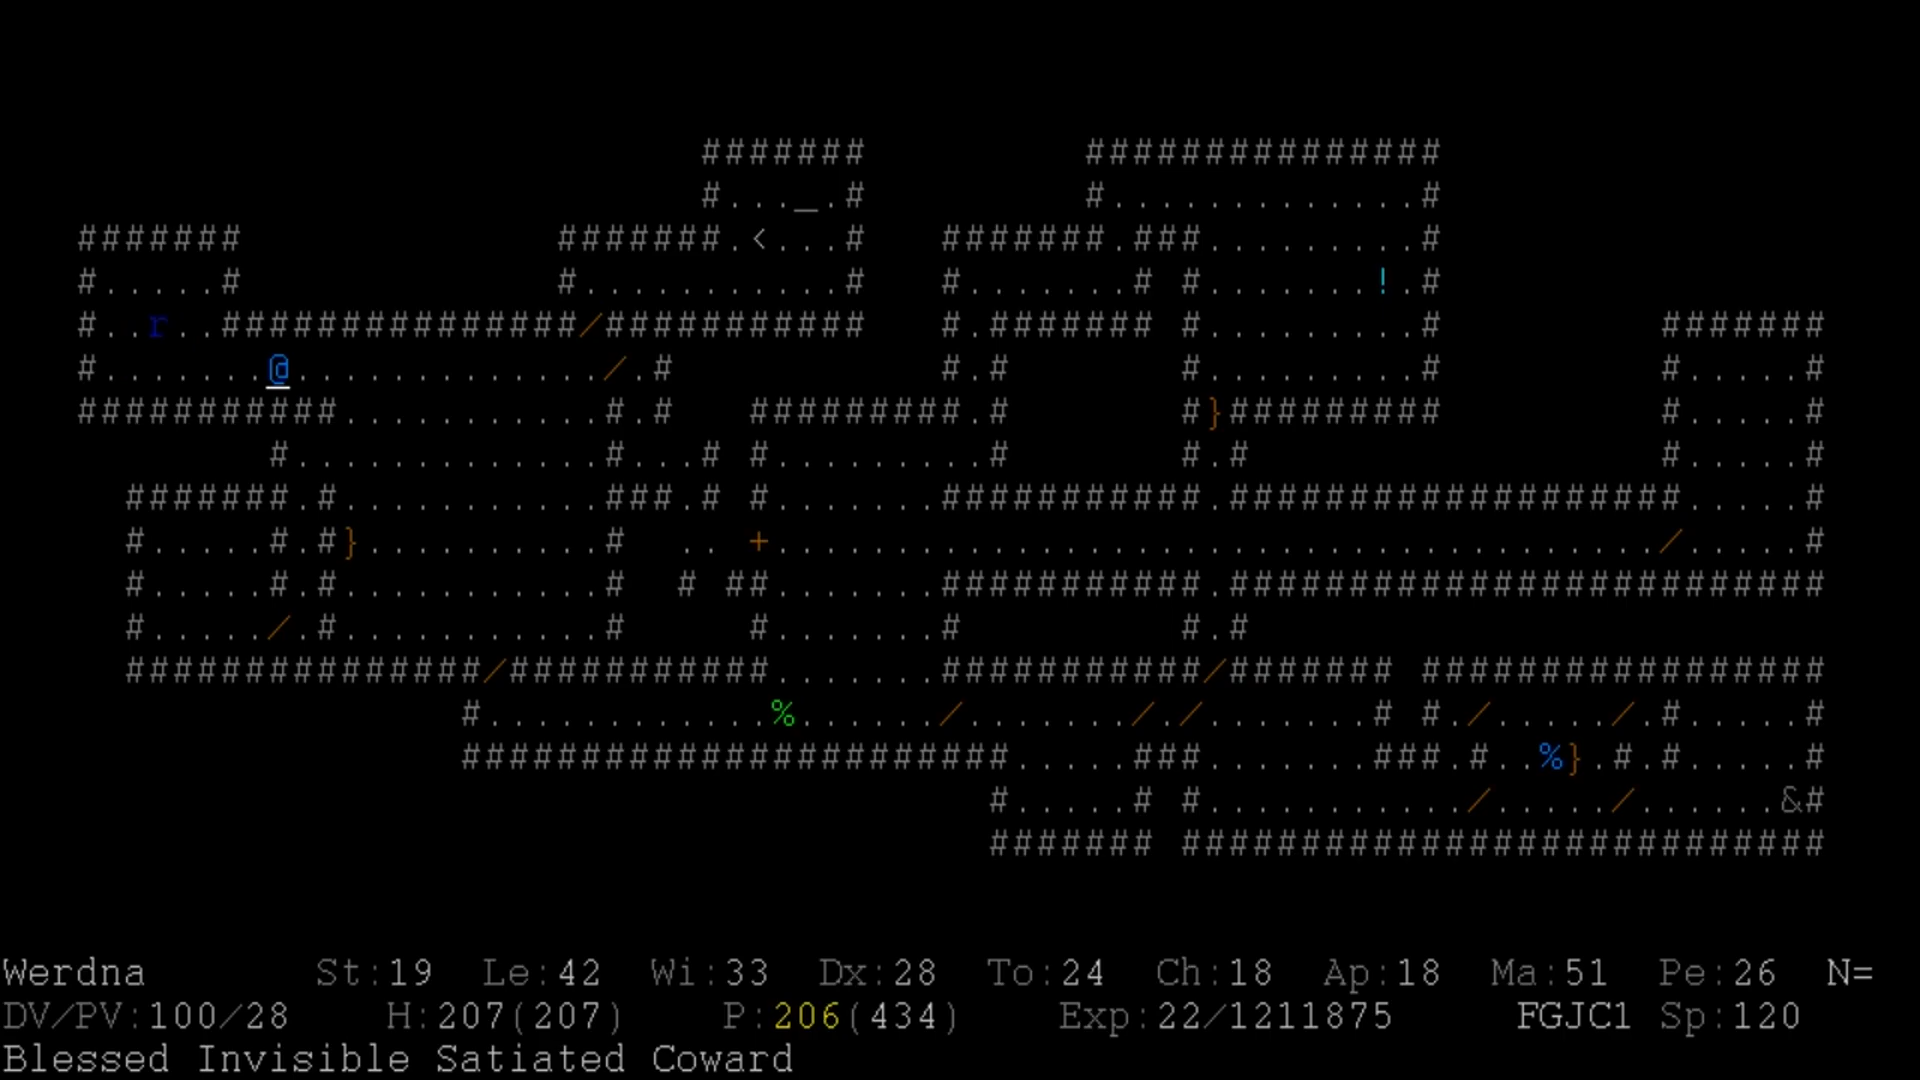 Werdna St:19 Le:42 Wi:33 Dx:28 To:24 Ch:18 Ap:18 Ma:51 Pe:26 N=
DV/PV:100/28 H:207(207) P:206(434) Exp:22/1211875 FGJC1 Sp:120
Blessed Invisible Satiated Coward